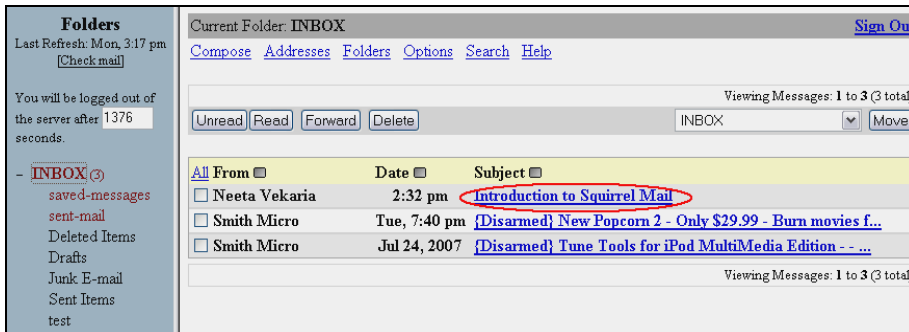 Folders
Last Refresh: Mon, 3:17 pm
[Check mail]
You will be logged out of
the server after 1376
seconds.
– INBOX (3)
saved-messages
sent-mail
Deleted Items
Drafts
Junk E-mail
Sent Items
test
Current Folder: INBOX Sign Ou
Compose Addresses Folders Options Search Help
Viewing Messages: 1 to 3 (3 total
Unread Read Forward Delete INBOX Move
All From Date Subject
Neeta Vekaria 2:32 pm Introduction to Squirrel Mail
Smith Micro Tue, 7:40 pm {Disarmed} New Popcorn 2 - Only $29.99 - Burn movies f...
Smith Micro Jul 24, 2007 {Disarmed} Tune Tools for iPod MultiMedia Edition - - ...
Viewing Messages: 1 to 3 (3 total